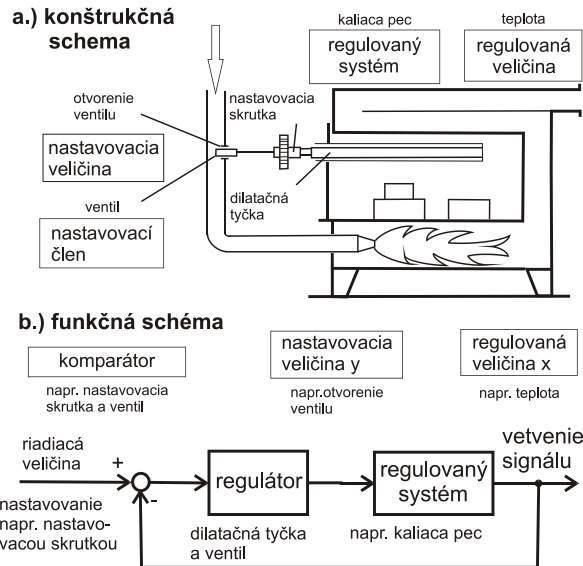 a.) konštrukčná
schema
kaliaca pec
regulovaný
systém
teplota
regulovaná
veličina
otvorenie
ventilu
nastavovacia
skrutka
nastavovacia
veličina
ventil
nastavovací
člen
dilatačná
tyčka
b.) funkčná schéma
komparátor
napr. nastavovacia
skrutka a ventil
nastavovacia
veličina y
napr.otvorenie
ventilu
regulovaná
veličina x
napr. teplota
riadiacá
veličina
+
-
nastavovanie
napr. nastavo-
vacou skrutkou
regulátor
dilatačná tyčka
a ventil
regulovaný
systém
napr. kaliaca pec
vetvenie
signálu